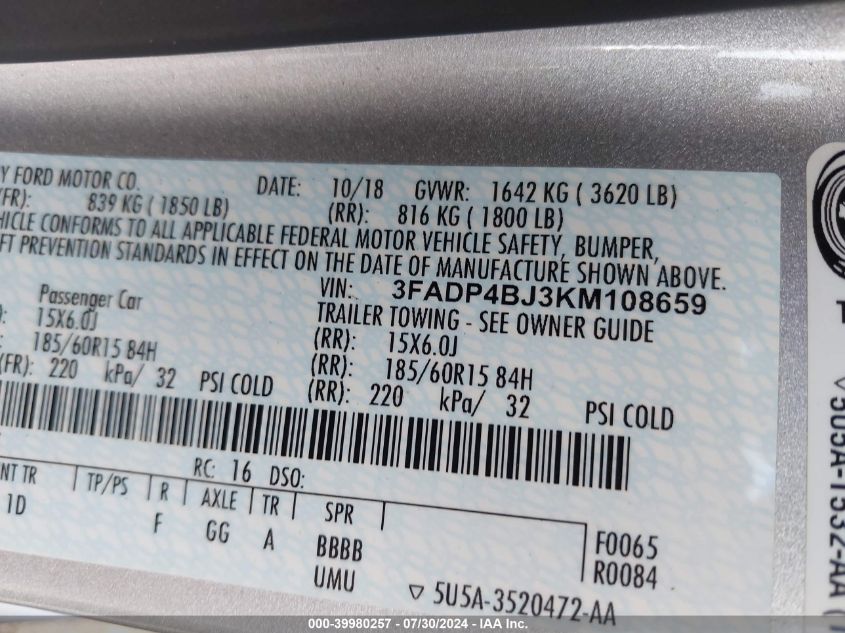 Y FORD MOTOR CO. DATE: 10/18 GVWR: 1642 KG ( 3620 LB)
(FR): 839 KG ( 1850 LB) (RR): 816 KG ( 1800 LB)
HICLE CONFORMS TO ALL APPLICABLE FEDERAL MOTOR VEHICLE SAFETY, BUMPER,
FT PREVENTION STANDARDS IN EFFECT ON THE DATE OF MANUFACTURE SHOWN ABOVE.
VIN: 3FADP4BJ3KM108659
Passenger Car TRAILER TOWING - SEE OWNER GUIDE
): 15X6.0J (RR): 15X6.0J
: 185/60R15 84H (RR): 185/60R15 84H
(FR): 220 kPa/ 32 PSI COLD (RR): 220 kPa/ 32 PSI COLD
RC: 16 DSO:
NT TR TP/PS R AXLE TR SPR
1D F GG A BBBB F0065
UMU R0084
▽ 5U5A-3520472-AA
▽5U5A-1532-AA (
000-39980257 / 07/30/2024 - IAA Inc.